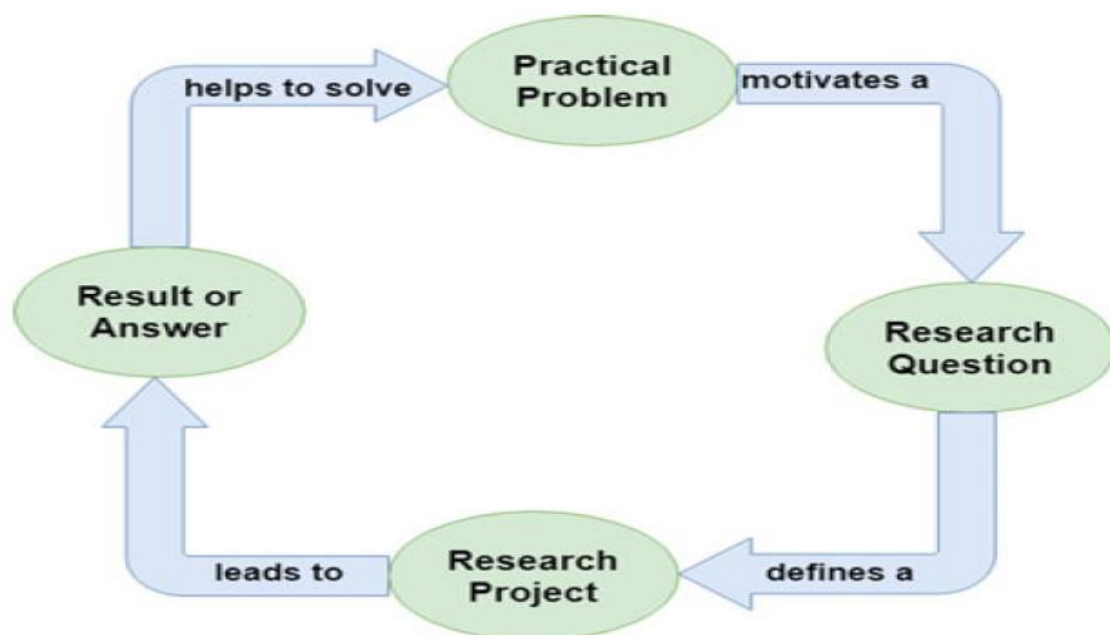 Practical
Problem
motivates a
Research
Question
defines a
Research
Project
leads to
Result or
Answer
helps to solve